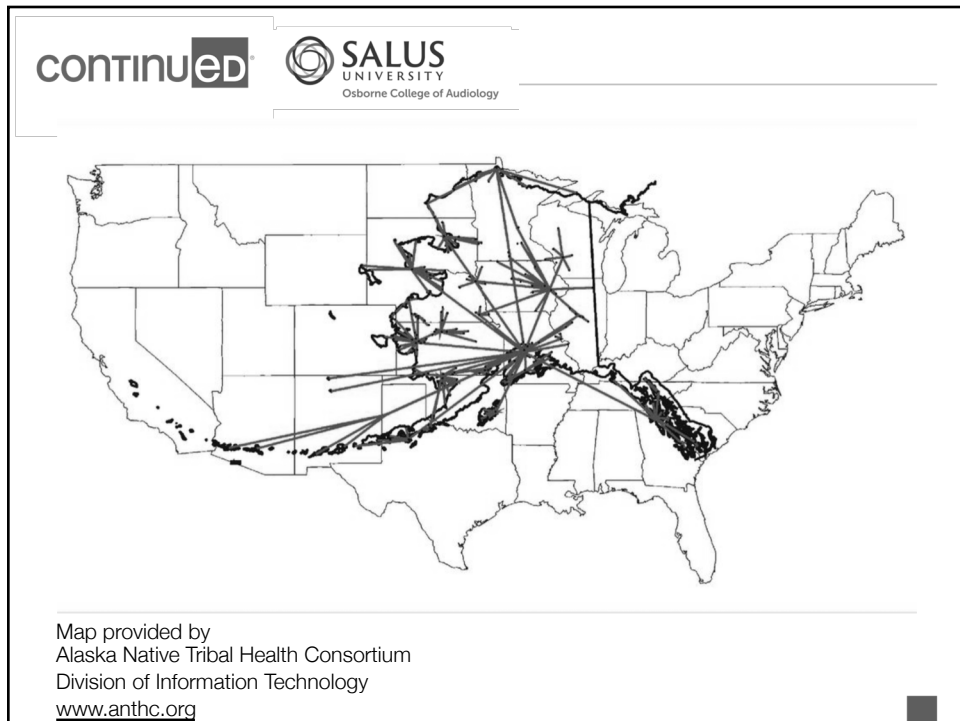 CONTINUED®
SALUS
UNIVERSITY
Osborne College of Audiology
Map provided by
Alaska Native Tribal Health Consortium
Division of Information Technology
www.anthc.org